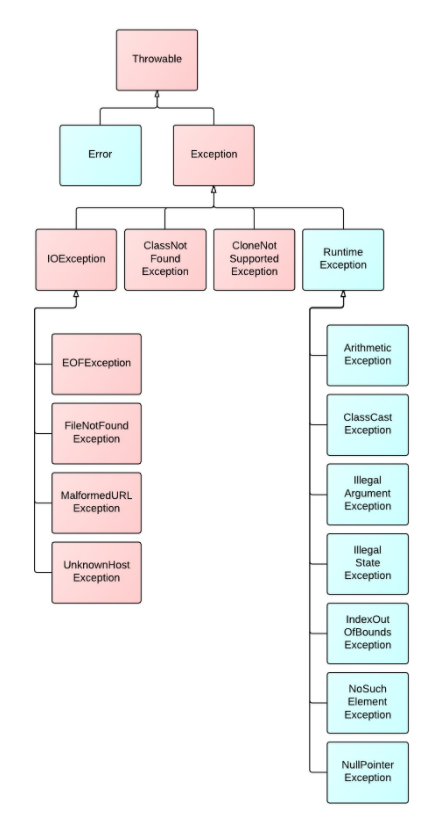 Throwable
Error
Exception
IOException
ClassNot
Found
Exception
CloneNot
Supported
Exception
Runtime
Exception
EOFException
FileNotFound
Exception
MalformedURL
Exception
UnknownHost
Exception
Arithmetic
Exception
ClassCast
Exception
Illegal
Argument
Exception
Illegal
State
Exception
IndexOut
OfBounds
Exception
NoSuch
Element
Exception
NullPointer
Exception